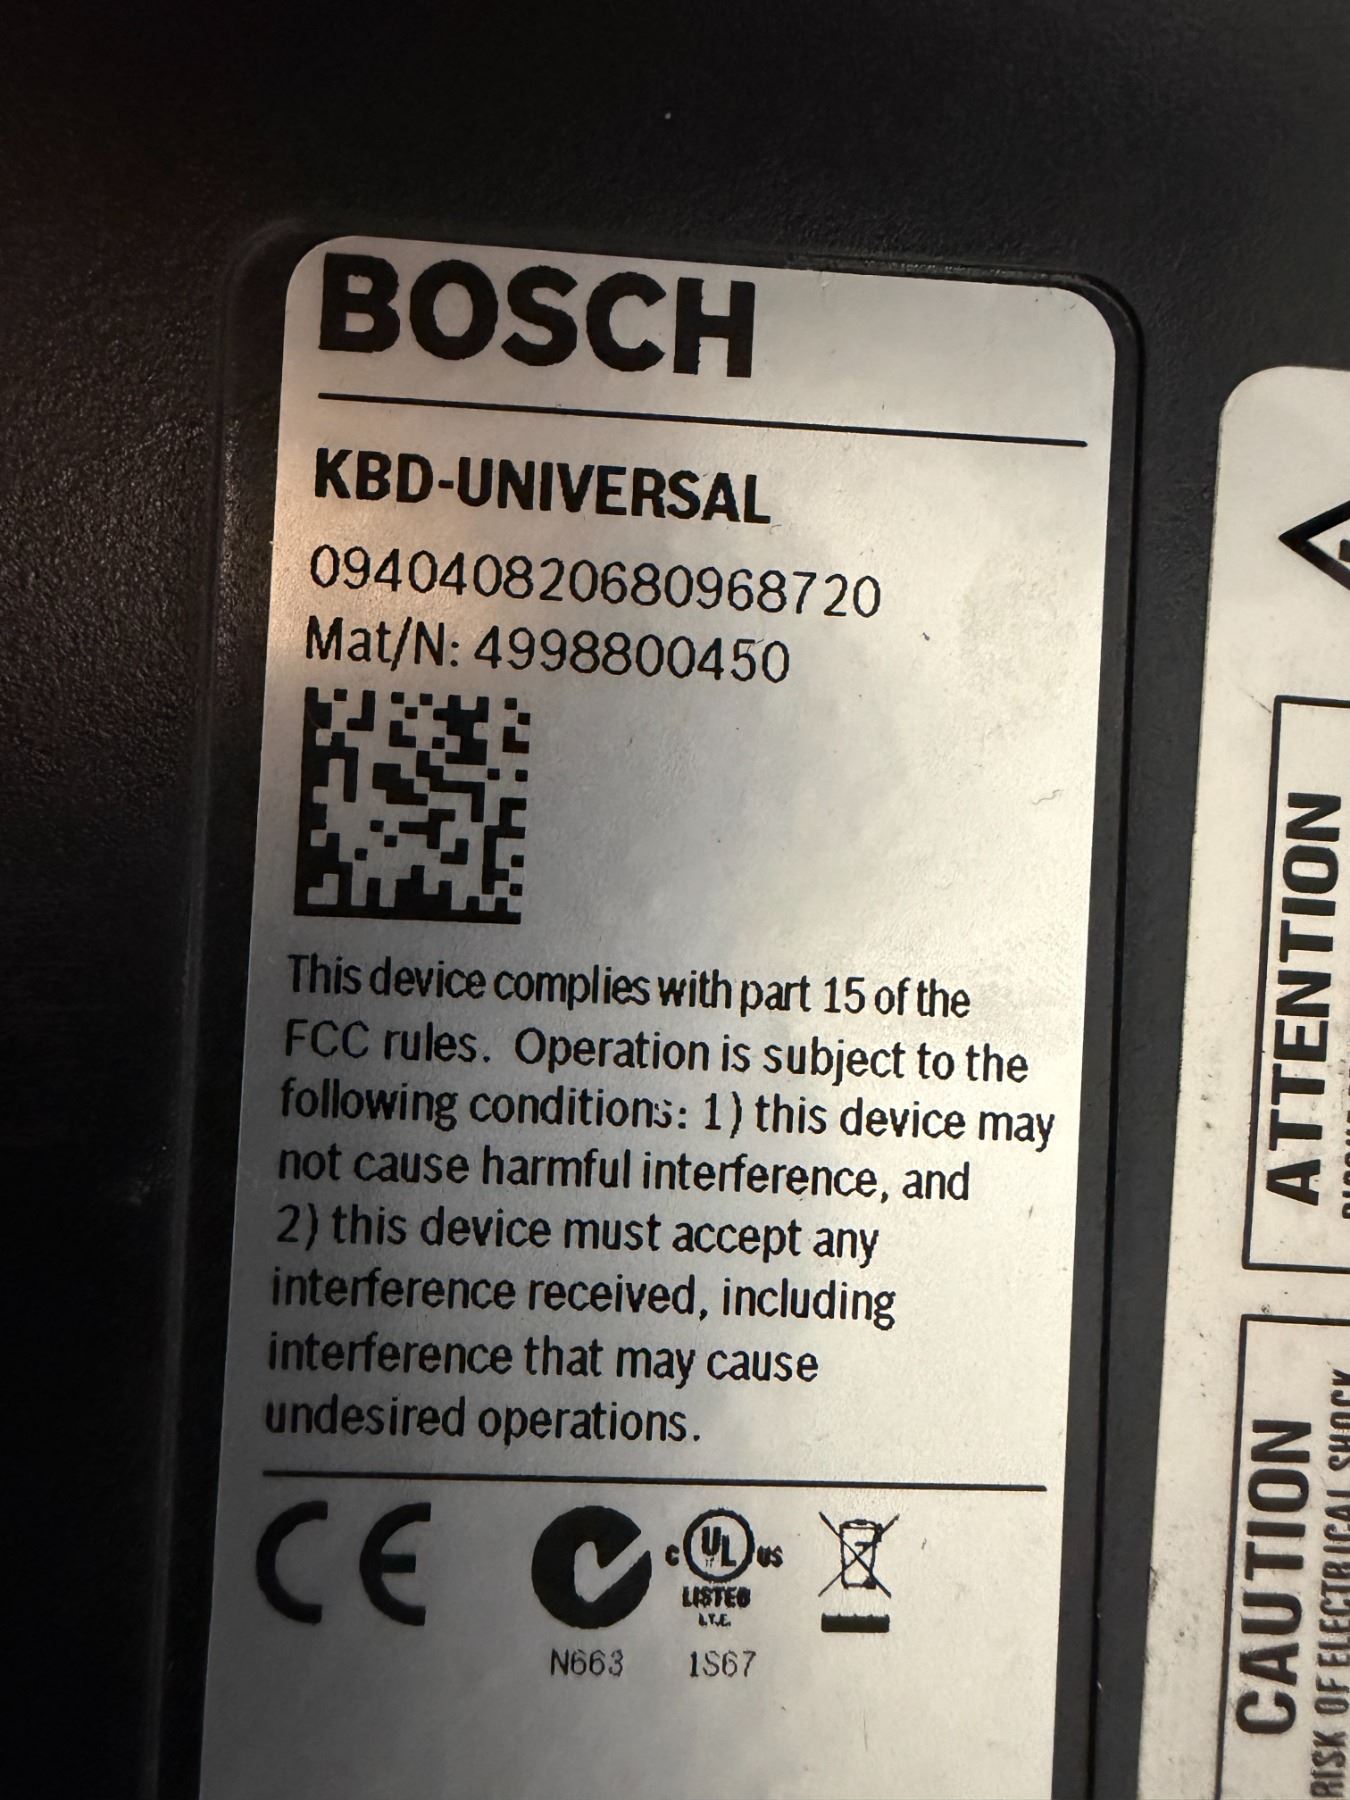 BOSCH
KBD-UNIVERSAL
094040820680968720
Mat/N: 4998800450
This device complies with part 15 of the
FCC rules.  Operation is subject to the
following conditions: 1) this device may
not cause harmful interference, and
2) this device must accept any
interference received, including
interference that may cause
undesired operations.
CE
c UL us
LISTED
I.T.E.
N663 1S67
ATTENTION
CAUTION
RISK OF ELECTRICAL SHOCK